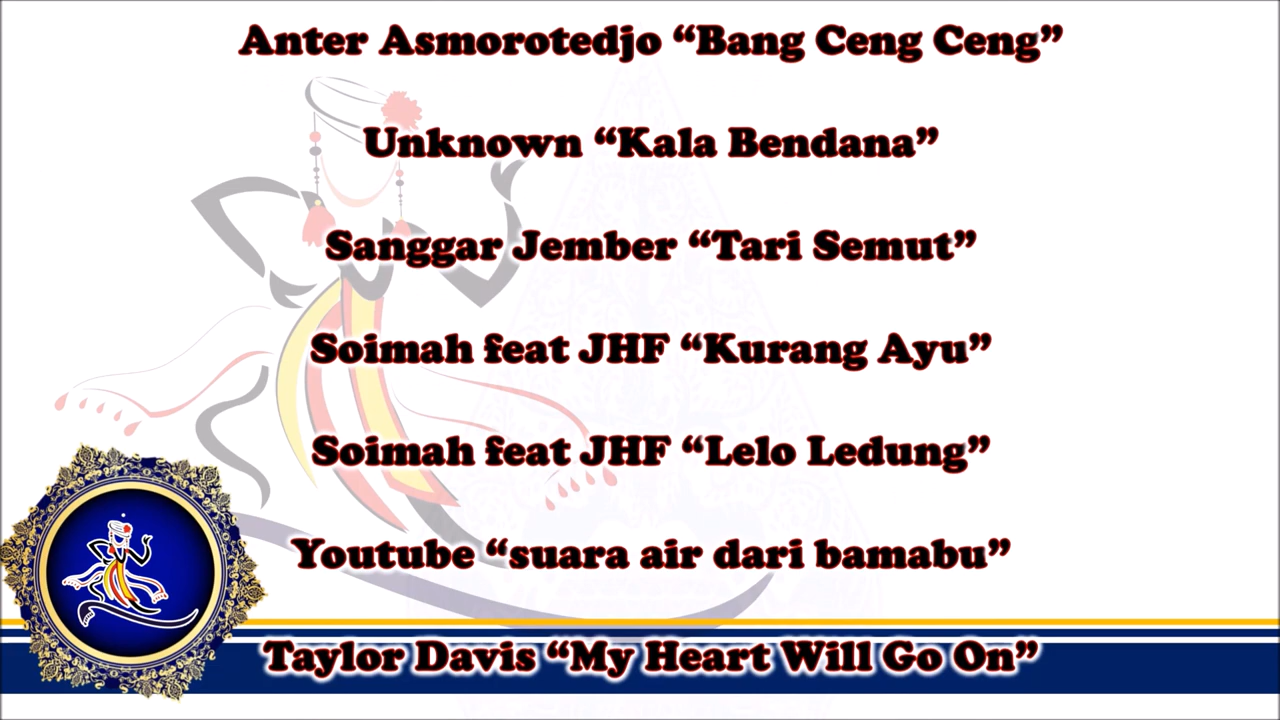 Anter Asmorotedjo “Bang Ceng Ceng”
Unknown “Kala Bendana”
Sanggar Jember “Tari Semut”
Soimah feat JHF “Kurang Ayu”
Soimah feat JHF “Lelo Ledung”
Youtube “suara air dari bamabu”
Taylor Davis “My Heart Will Go On”